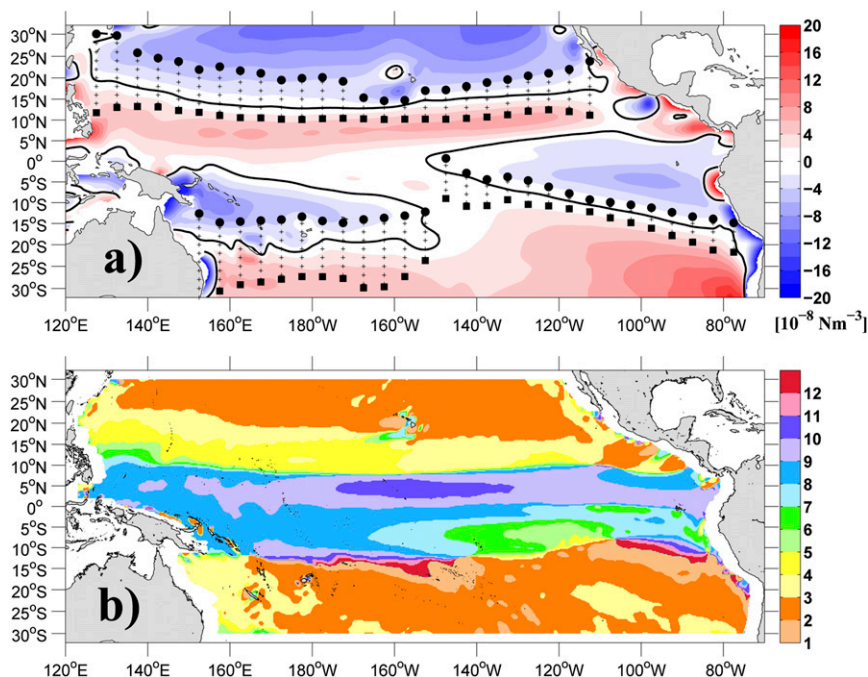 30°N
25°N
20°N
15°N
10°N
5°N
0°
5°S
10°S
15°S
20°S
25°S
30°S
a)
120°E 140°E 160°E 180°W 160°W 140°W 120°W 100°W 80°W
20
16
12
8
4
0
−4
−8
−12
−16
−20
[10⁻⁸ Nm⁻³]
30°N
25°N
20°N
15°N
10°N
5°N
0°N
5°S
10°S
15°S
20°S
25°S
30°S
b)
120°E 140°E 160°E 180°W 160°W 140°W 120°W 100°W 80°W
12
11
10
9
8
7
6
5
4
3
2
1